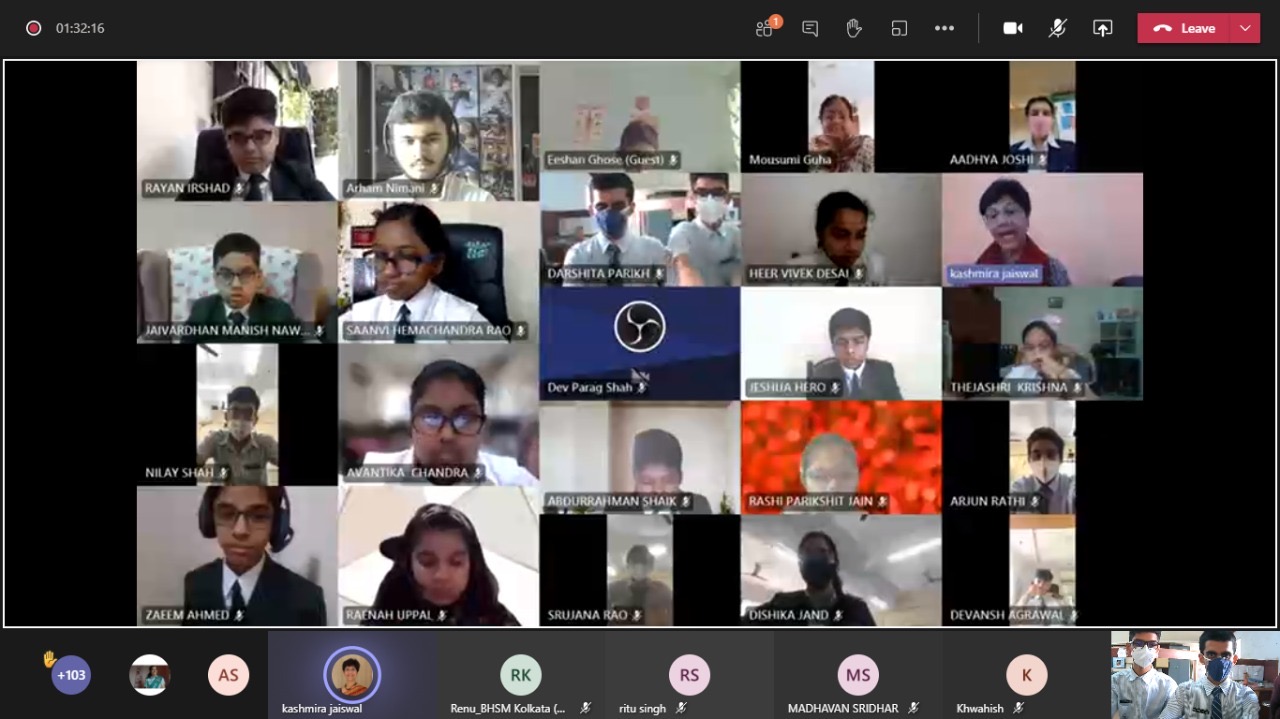 01:32:16
1
Leave
RAYAN IRSHAD
Arham Nimani
Eeshan Ghose (Guest)
Mousumi Guha
AADHYA JOSHI
DARSHITA PARIKH
HEER VIVEK DESAI
kashmira jaiswal
JAIVARDHAN MANISH NAW...
SAANVI HEMACHANDRA RAO
Dev Parag Shah
JESHIJA HERO
THEJASHRI KRISHNA
NILAY SHAH
AVANTIKA CHANDRA
ABDURRAHMAN SHAIK
RASHI PARIKSHIT JAIN
ARJUN RATHI
ZAEEM AHMED
RAENAH UPPAL
SRUJANA RAO
DISHIKA JAND
DEVANSH AGRAWAL
+103
AS
kashmira jaiswal
RK
Renu_BHSM Kolkata (...
RS
ritu singh
MS
MADHAVAN SRIDHAR
K
Khwahish